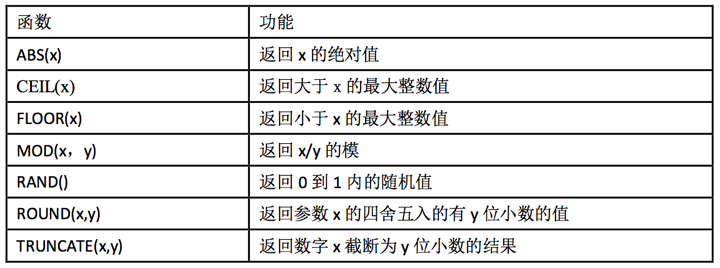 函数 功能
ABS(x) 返回 x 的绝对值
CEIL(x) 返回大于 x 的最大整数值
FLOOR(x) 返回小于 x 的最大整数值
MOD(x，y) 返回 x/y 的模
RAND() 返回 0 到 1 内的随机值
ROUND(x,y) 返回参数 x 的四舍五入的有 y 位小数的值
TRUNCATE(x,y) 返回数字 x 截断为 y 位小数的结果